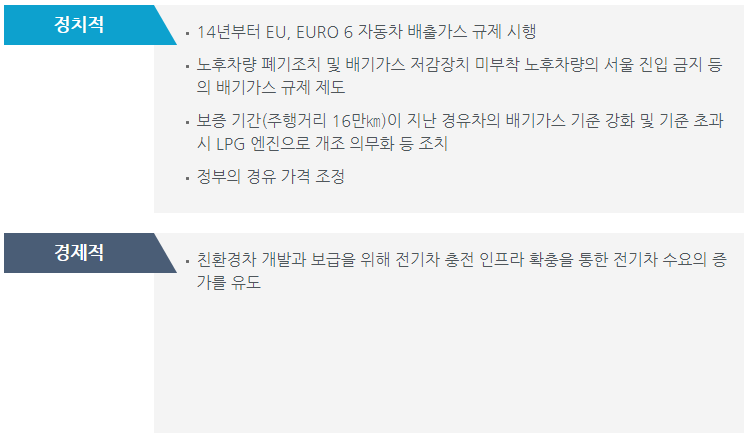 정치적
• 14년부터 EU, EURO 6 자동차 배출가스 규제 시행
• 노후차량 폐기조치 및 배기가스 저감장치 미부착 노후차량의 서울 진입 금지 등
의 배기가스 규제 제도
• 보증 기간(주행거리 16만㎞)이 지난 경유차의 배기가스 기준 강화 및 기준 초과
시 LPG 엔진으로 개조 의무화 등 조치
• 정부의 경유 가격 조정
경제적
• 친환경차 개발과 보급을 위해 전기차 충전 인프라 확충을 통한 전기차 수요의 증
가를 유도